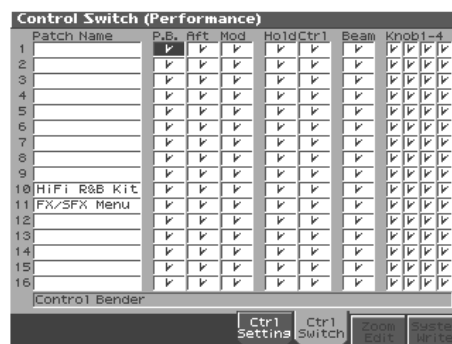 Control Switch (Performance)
Patch Name P.B. Aft Mod Hold Ctrl Beam Knob1-4
1
2
3
4
5
6
7
8
9
10 HiFi R&B Kit
11 FX/SFX Menu
12
13
14
15
16
Control Bender
Ctrl Setting
Ctrl Switch
Zoom Edit
Syste Write